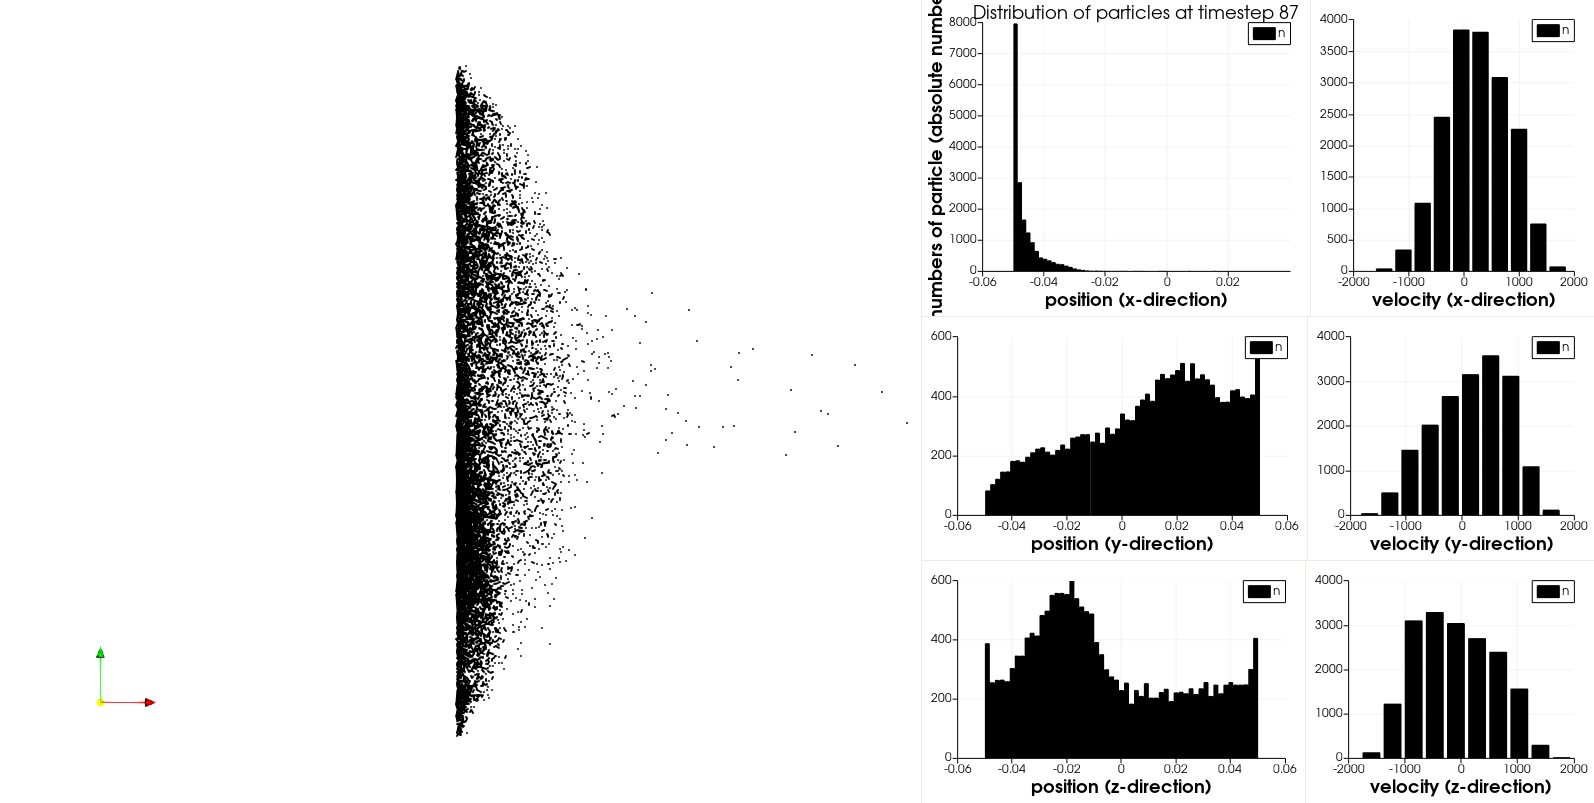 Distribution of particles at timestep 87
numbers of particle (absolute
8000
7000
6000
5000
4000
3000
2000
1000
0
-0.06 -0.04 -0.02 0 0.02
position (x-direction)
n
4000
3500
3000
2500
2000
1500
1000
500
0
-2000 -1000 0 1000 2000
velocity (x-direction)
n
600
400
200
0
-0.06 -0.04 -0.02 0 0.02 0.04 0.06
position (y-direction)
n
4000
3000
2000
1000
0
-2000 -1000 0 1000 2000
velocity (y-direction)
n
600
400
200
0
-0.06 -0.04 -0.02 0 0.02 0.04 0.06
position (z-direction)
n
4000
3000
2000
1000
0
-2000 -1000 0 1000 2000
velocity (z-direction)
n